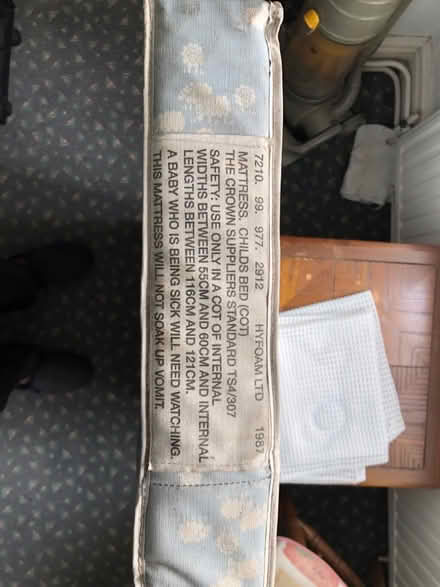 7210. 99. 977. 2912 HYFOAM LTD 1987
MATTRESS. CHILDS BED (COT)
THE CROWN SUPPLIERS STANDARD TS4/307
SAFETY: USE ONLY IN A COT OF INTERNAL
WIDTHS BETWEEN 55CM AND 60CM AND INTERNAL
LENGTHS BETWEEN 116CM AND 121CM.
A BABY WHO IS BEING SICK WILL NEED WATCHING.
THIS MATTRESS WILL NOT SOAK UP VOMIT.